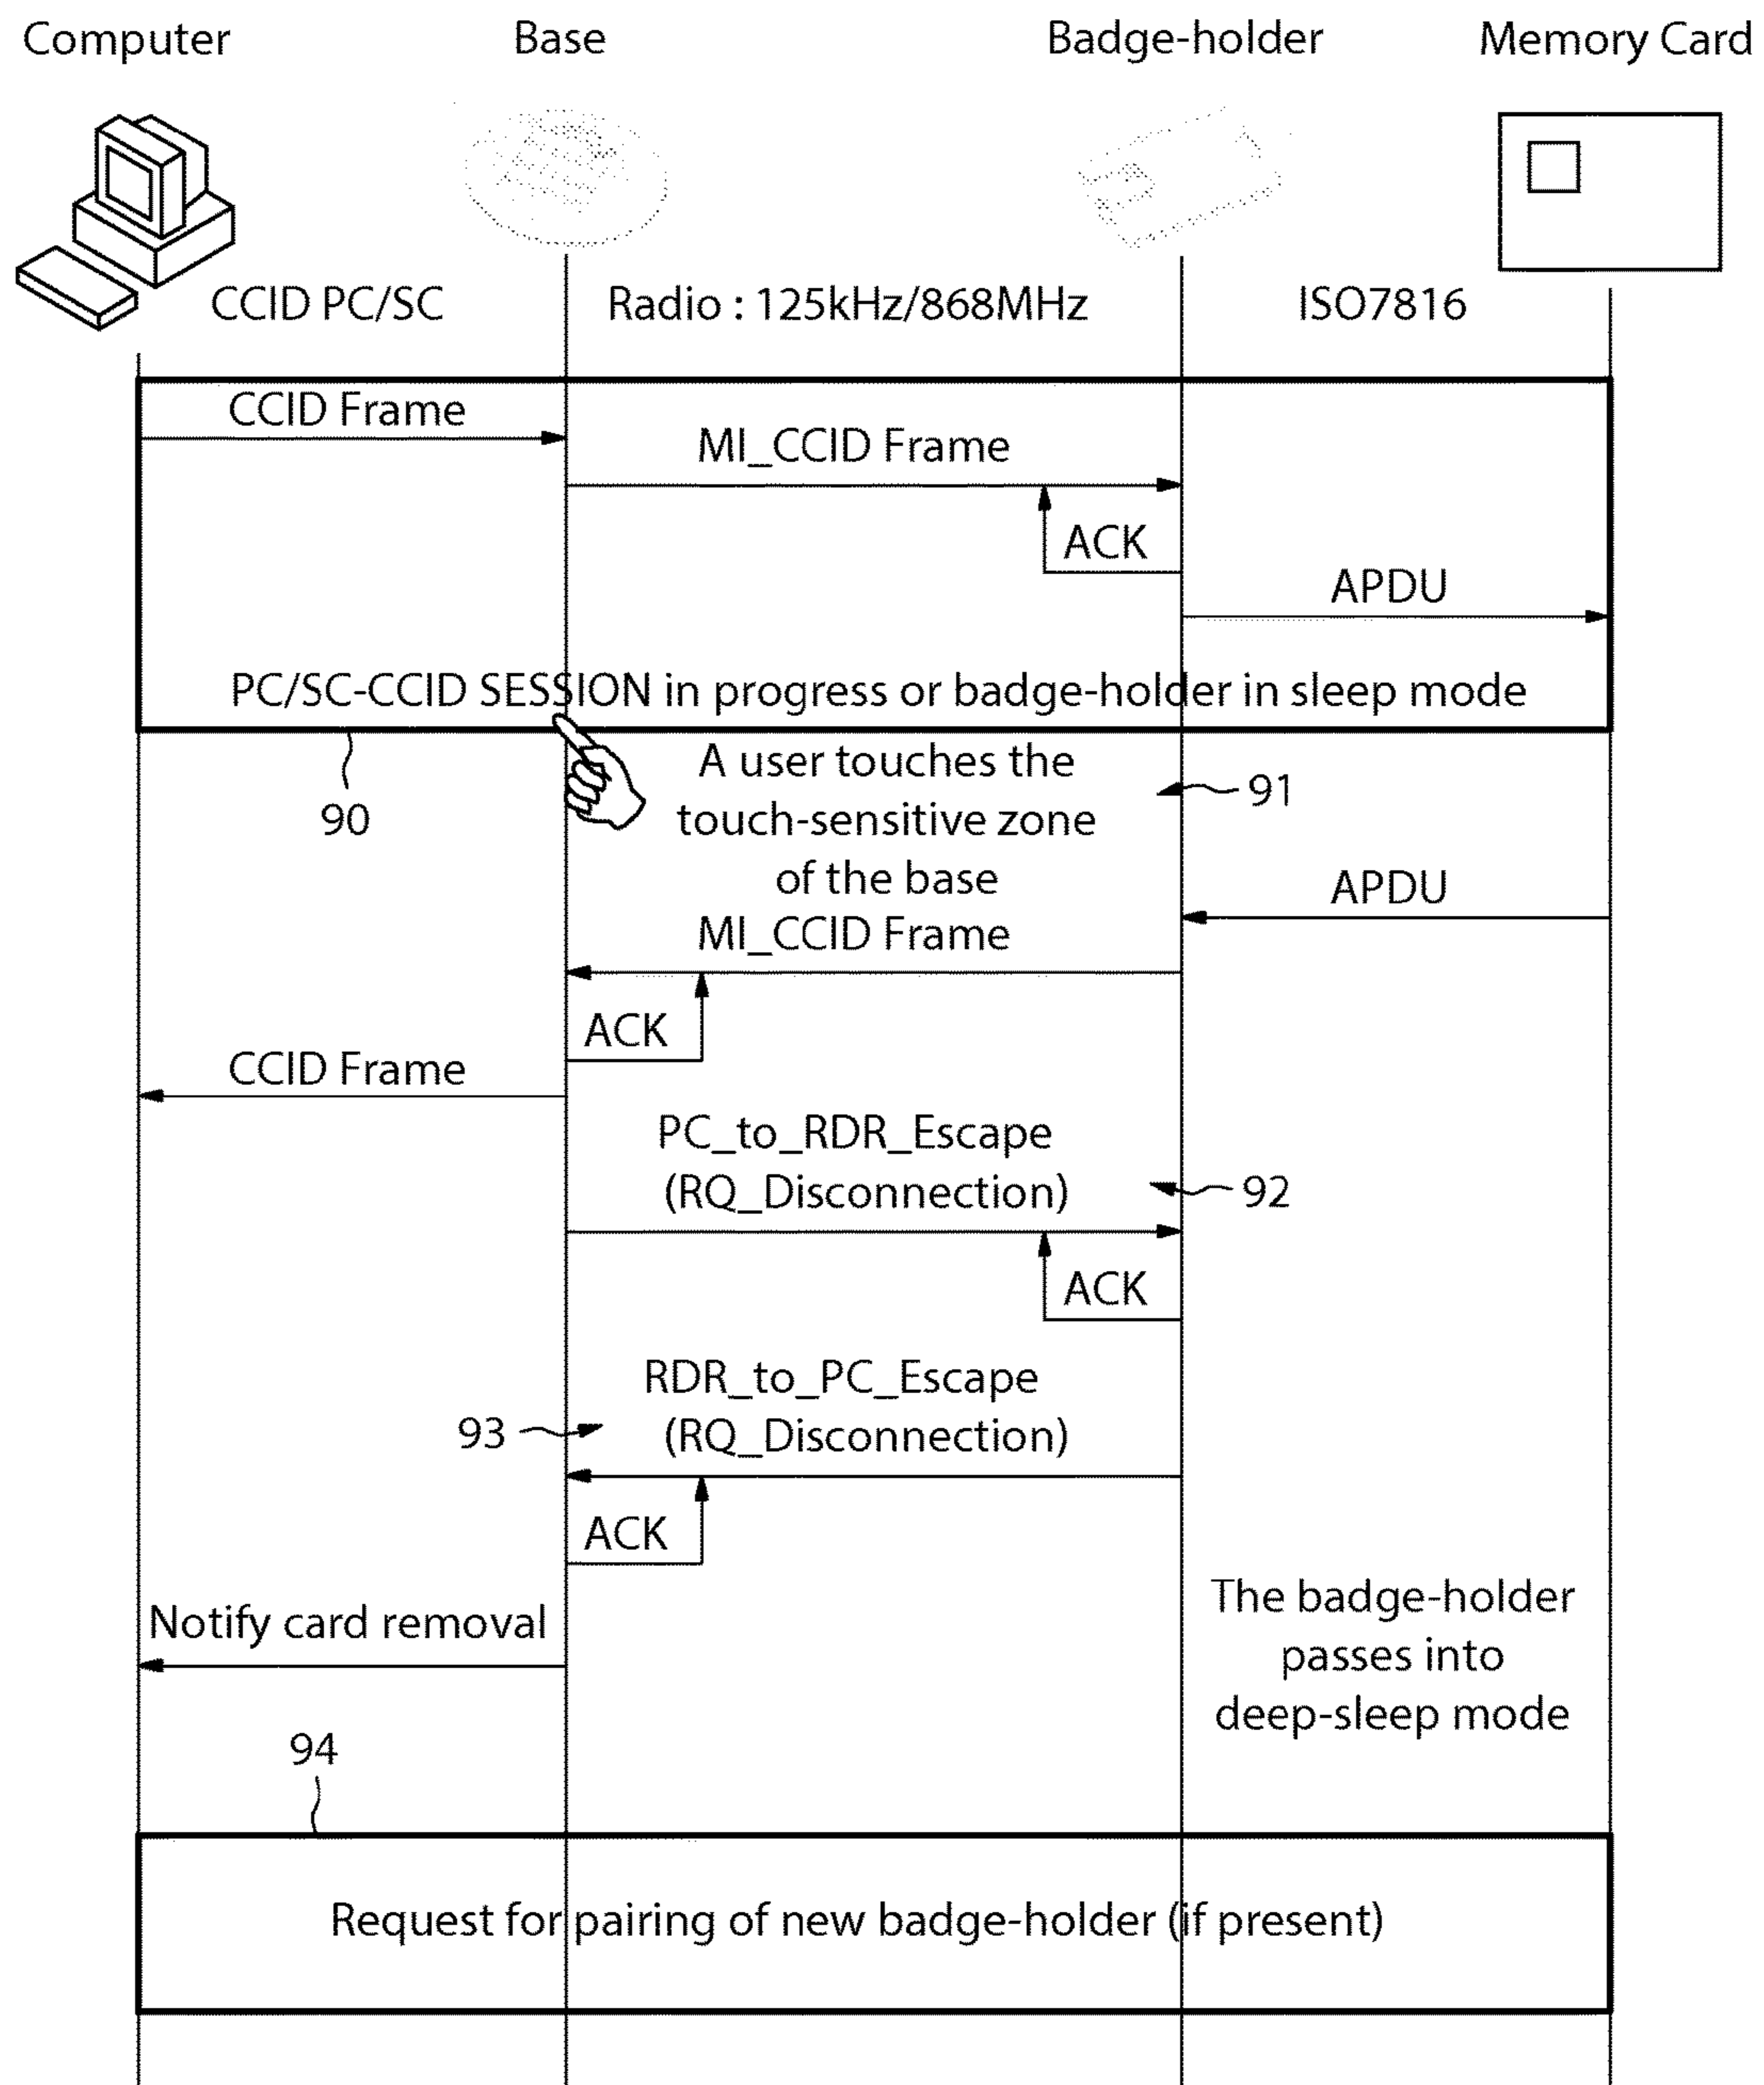 Computer
Base
Badge-holder
Memory Card
CCID PC/SC
Radio : 125kHz/868MHz
ISO7816
CCID Frame
MI_CCID Frame
ACK
APDU
PC/SC-CCID SESSION in progress or badge-holder in sleep mode
90
A user touches the
touch-sensitive zone
of the base
91
APDU
MI_CCID Frame
ACK
CCID Frame
PC_to_RDR_Escape
(RQ_Disconnection)
92
ACK
RDR_to_PC_Escape
(RQ_Disconnection)
93
ACK
Notify card removal
The badge-holder
passes into
deep-sleep mode
94
Request for pairing of new badge-holder (if present)